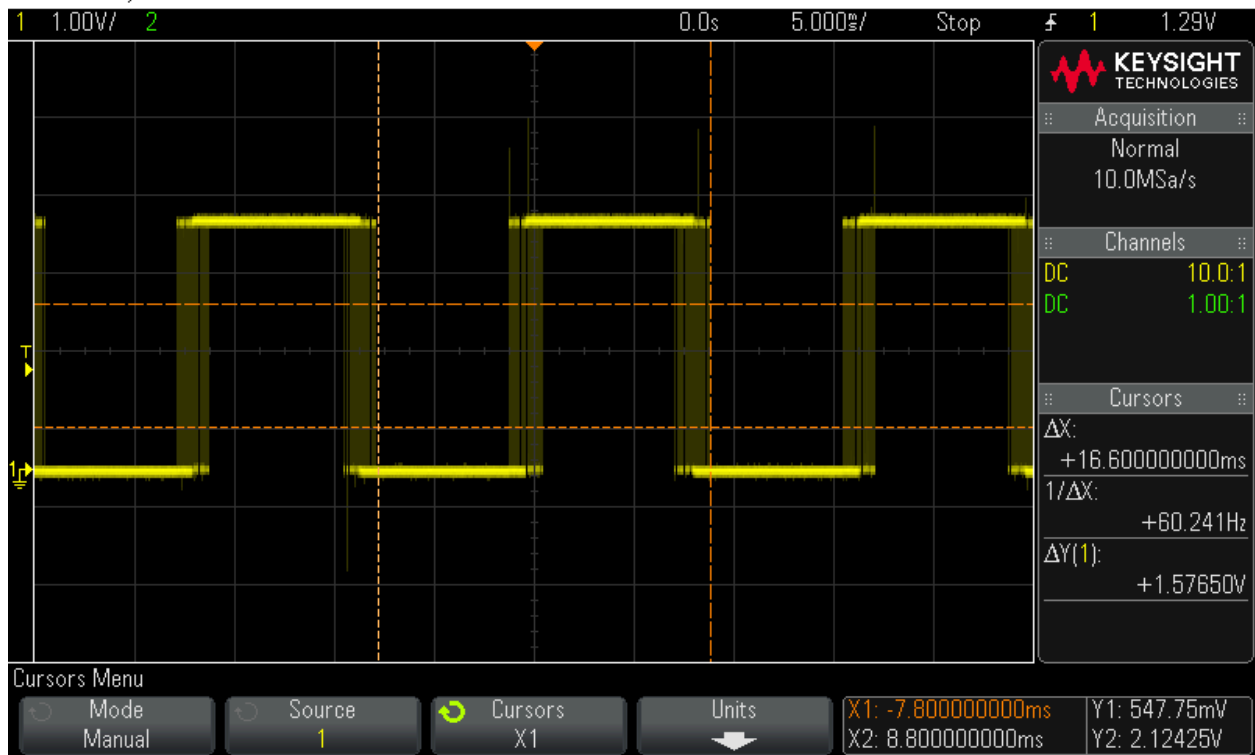 1 1.00V/ 2 0.0s 5.000ms/ Stop 1 1.29V
KEYSIGHT
TECHNOLOGIES
Acquisition
Normal
10.0MSa/s
Channels
DC 10.0:1
DC 1.00:1
T
Cursors
ΔX:
+16.600000000ms
1
1/ΔX:
+60.241Hz
ΔY(1):
+1.57650V
Cursors Menu
Mode
Manual
Source
1
Cursors
X1
Units
X1: -7.800000000ms
X2: 8.800000000ms
Y1: 547.75mV
Y2: 2.12425V